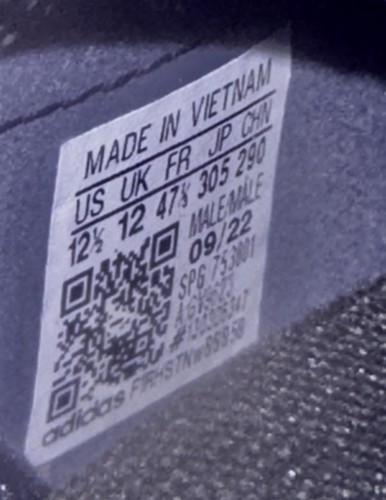 MADE IN VIETNAM
US UK FR JP CHN
12½ 12 47⅓ 305 290
MALE/MÂLE
09/22
SPG 753001
adidas